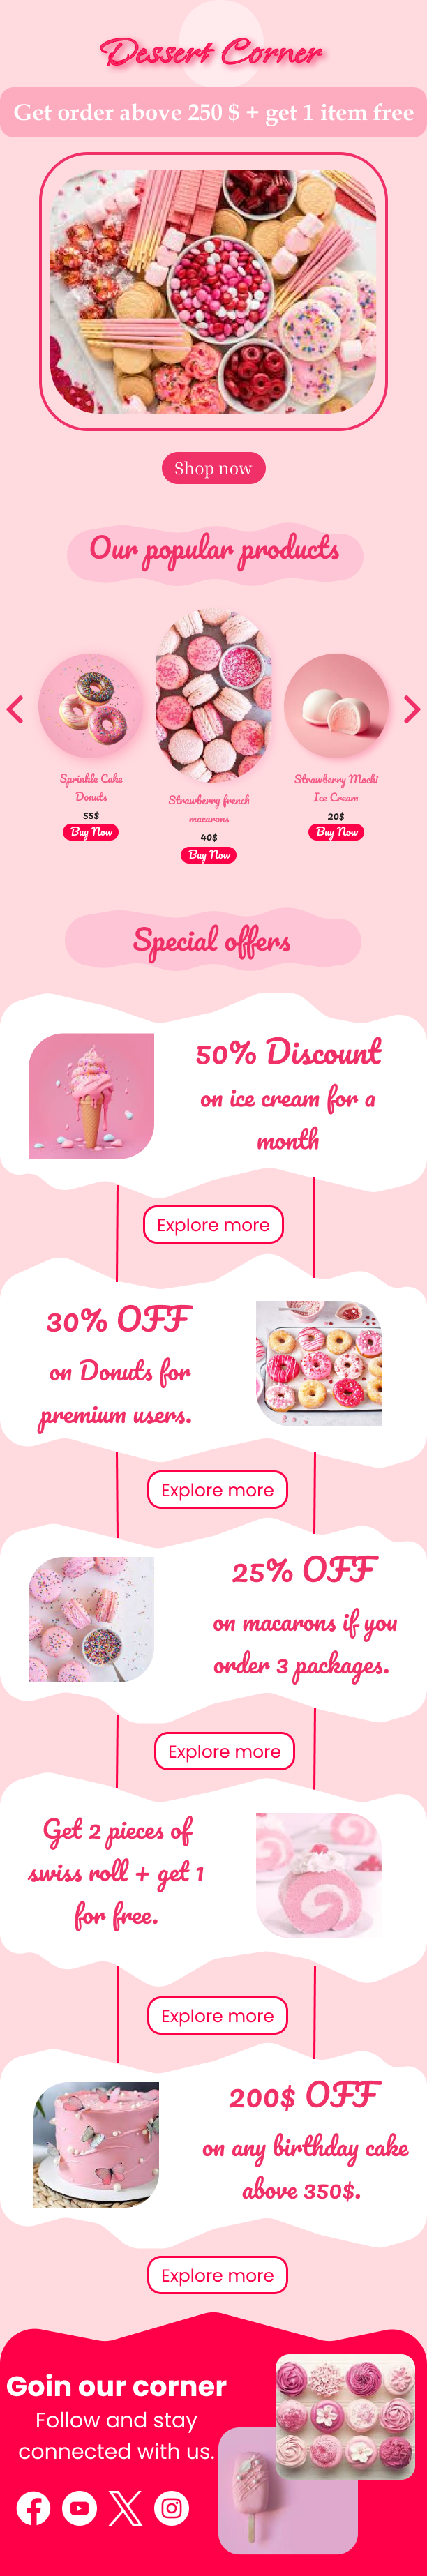 Dessert Corner
Get order above 250 $ + get 1 item free
Shop now
Our popular products
Sprinkle Cake
Donuts
55$
Buy Now
Strawberry french
macarons
40$
Buy Now
Strawberry Mochi
Ice Cream
20$
Buy Now
Special offers
50% Discount
on ice cream for a
month
Explore more
30% OFF
on Donuts for
premium users.
Explore more
25% OFF
on macarons if you
order 3 packages.
Explore more
Get 2 pieces of
swiss roll + get 1
for free.
Explore more
200$ OFF
on any birthday cake
above 350$.
Explore more
Goin our corner
Follow and stay
connected with us.